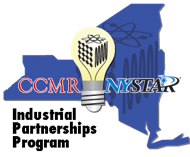 CCMR NYSTAR
Industrial
Partnerships
Program